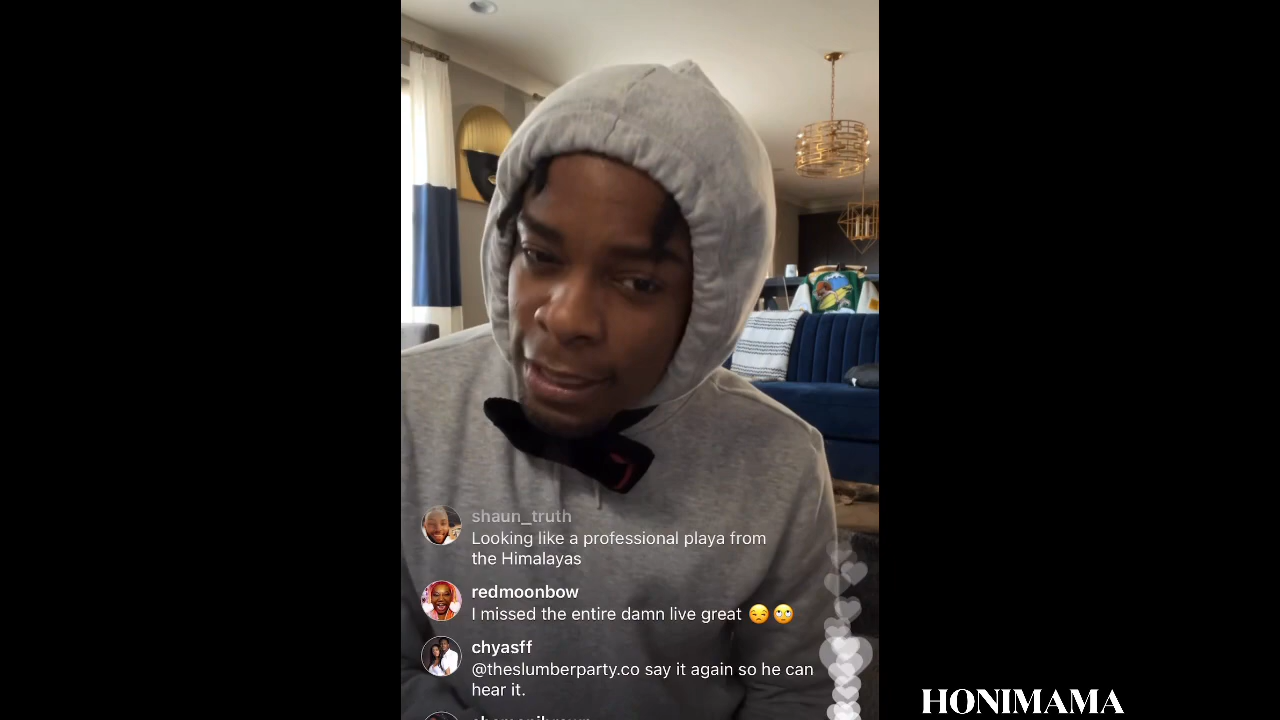 shaun_truth
Looking like a professional playa from
the Himalayas
redmoonbow
I missed the entire damn live great 😒🙄
chyasff
@theslumberparty.co say it again so he can
hear it.
HONIMAMA